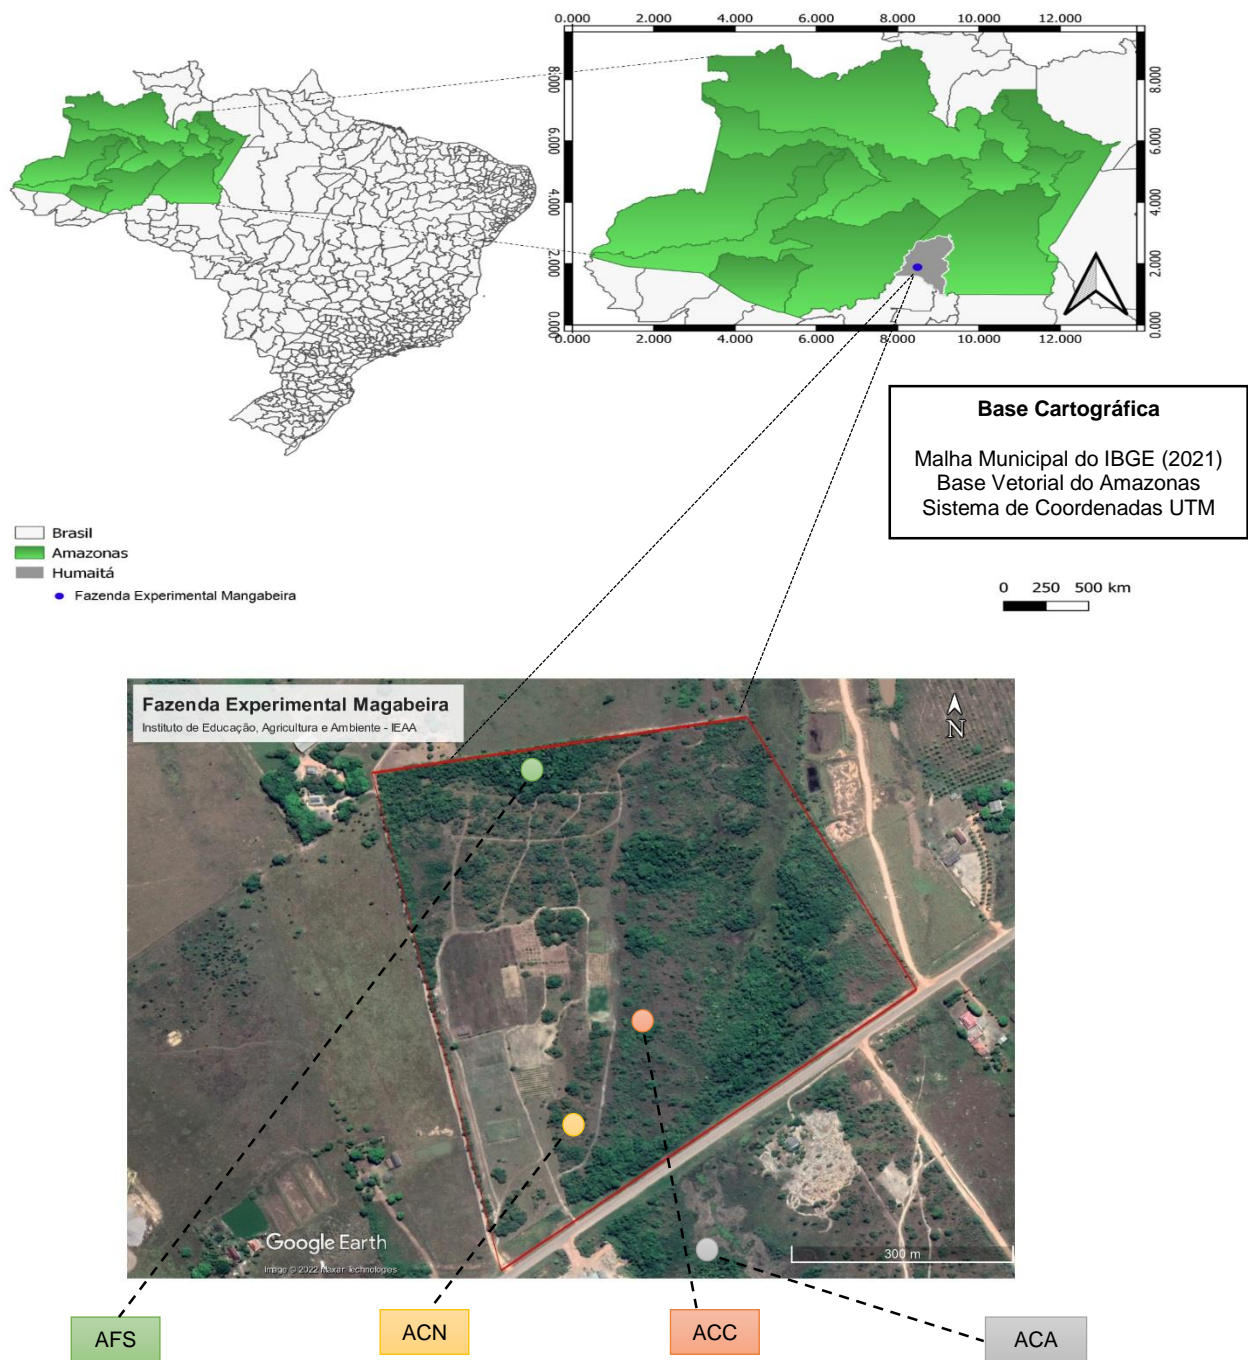 0.000 2.000 4.000 6.000 8.000 10.000 12.000
8.000 8.000
6.000 6.000
4.000 4.000
2.000 2.000
0.000 0.000
0.000 2.000 4.000 6.000 8.000 10.000 12.000
Base Cartográfica
Malha Municipal do IBGE (2021)
Base Vetorial do Amazonas
Sistema de Coordenadas UTM
Brasil
Amazonas
Humaitá
Fazenda Experimental Mangabeira
0 250 500 km
Fazenda Experimental Magabeira
Instituto de Educação, Agricultura e Ambiente - IEAA
N
Google Earth
Image © 2022 Maxar Technologies
300 m
AFS
ACN
ACC
ACA